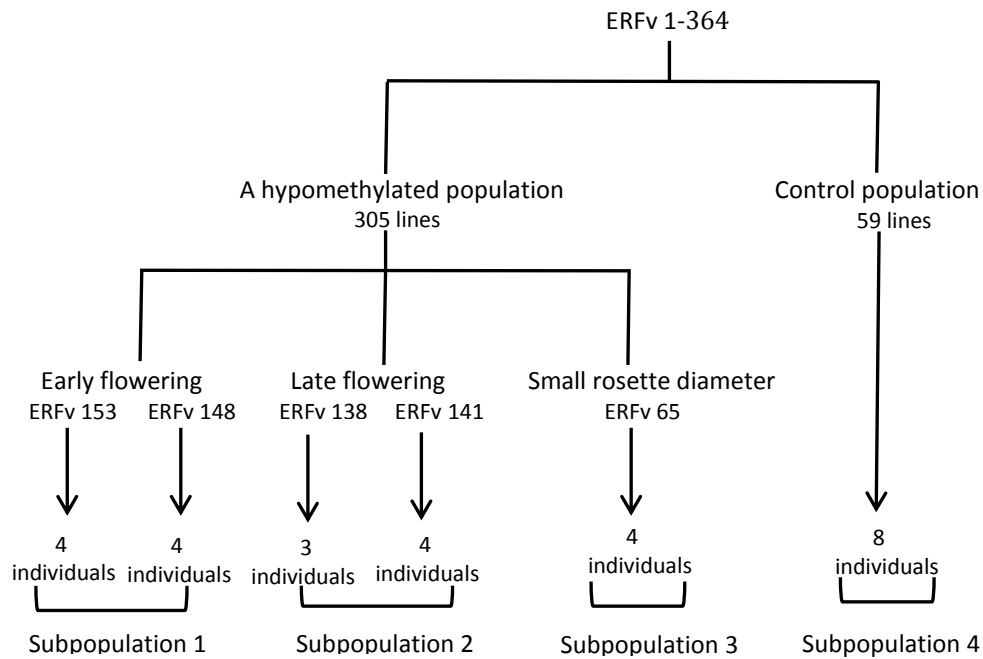 ERFv 1-364
A hypomethylated population
305 lines
Control population
59 lines
Early flowering
ERFv 153 ERFv 148
Late flowering
ERFv 138 ERFv 141
Small rosette diameter
ERFv 65
4
individuals
4
individuals
3
individuals
4
individuals
4
individuals
8
individuals
Subpopulation 1
Subpopulation 2
Subpopulation 3
Subpopulation 4